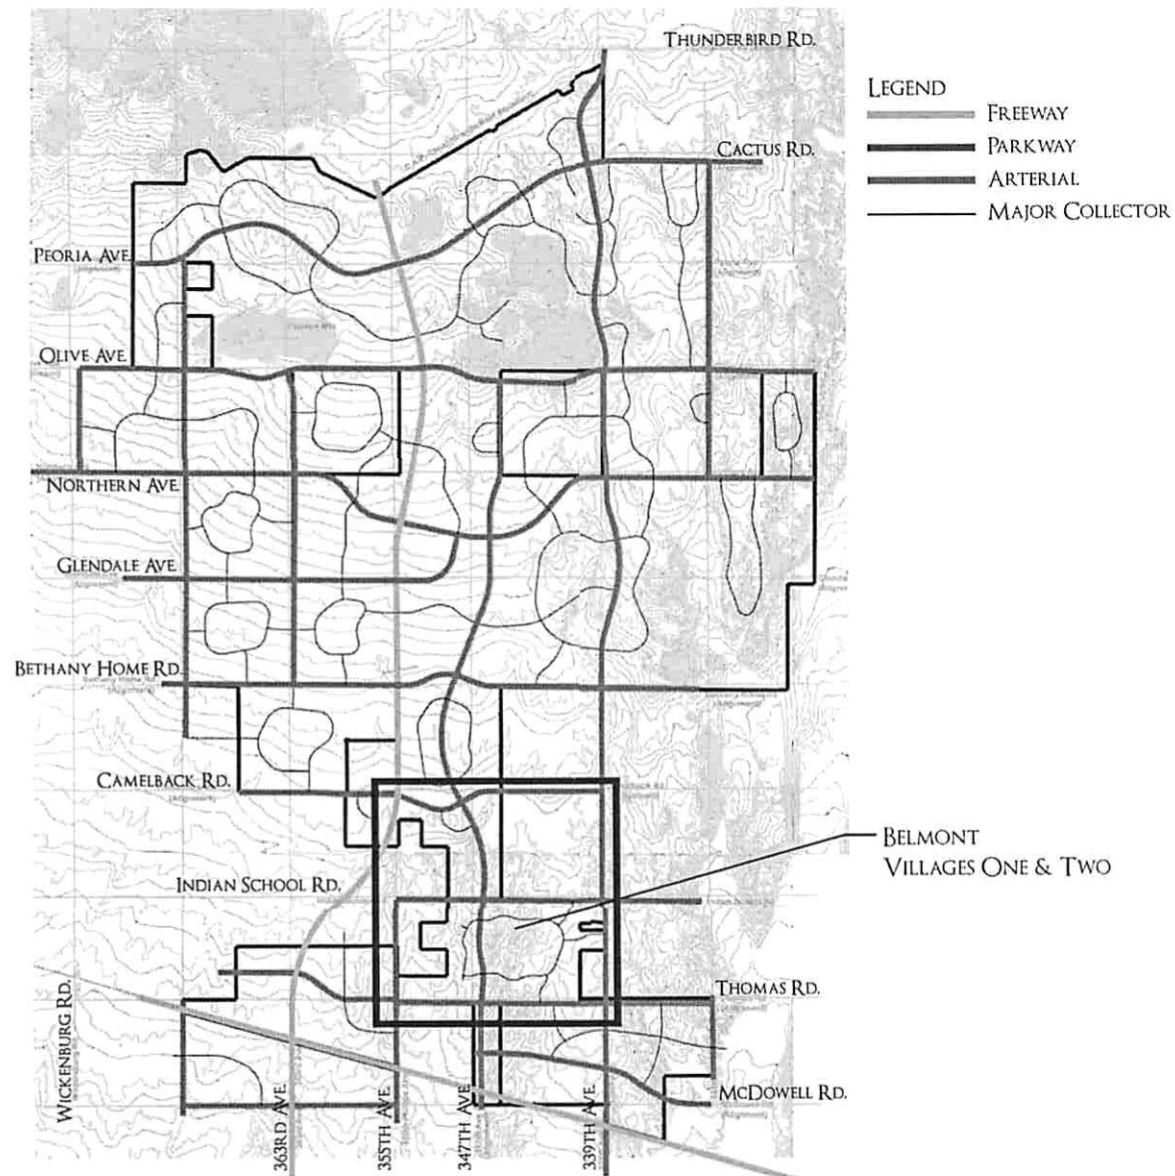 THUNDERBIRD RD.
LEGEND
FREEWAY
CACTUS RD.
PARKWAY
ARTERIAL
MAJOR COLLECTOR
PEORIA AVE.
OLIVE AVE.
NORTHERN AVE.
GLENDALE AVE.
BETHANY HOME RD.
CAMELBACK RD.
BELMONT
VILLAGES ONE & TWO
INDIAN SCHOOL RD.
THOMAS RD.
WICKENBURG RD.
MCDOWELL RD.
363RD AVE.
355TH AVE.
347TH AVE.
339TH AVE.